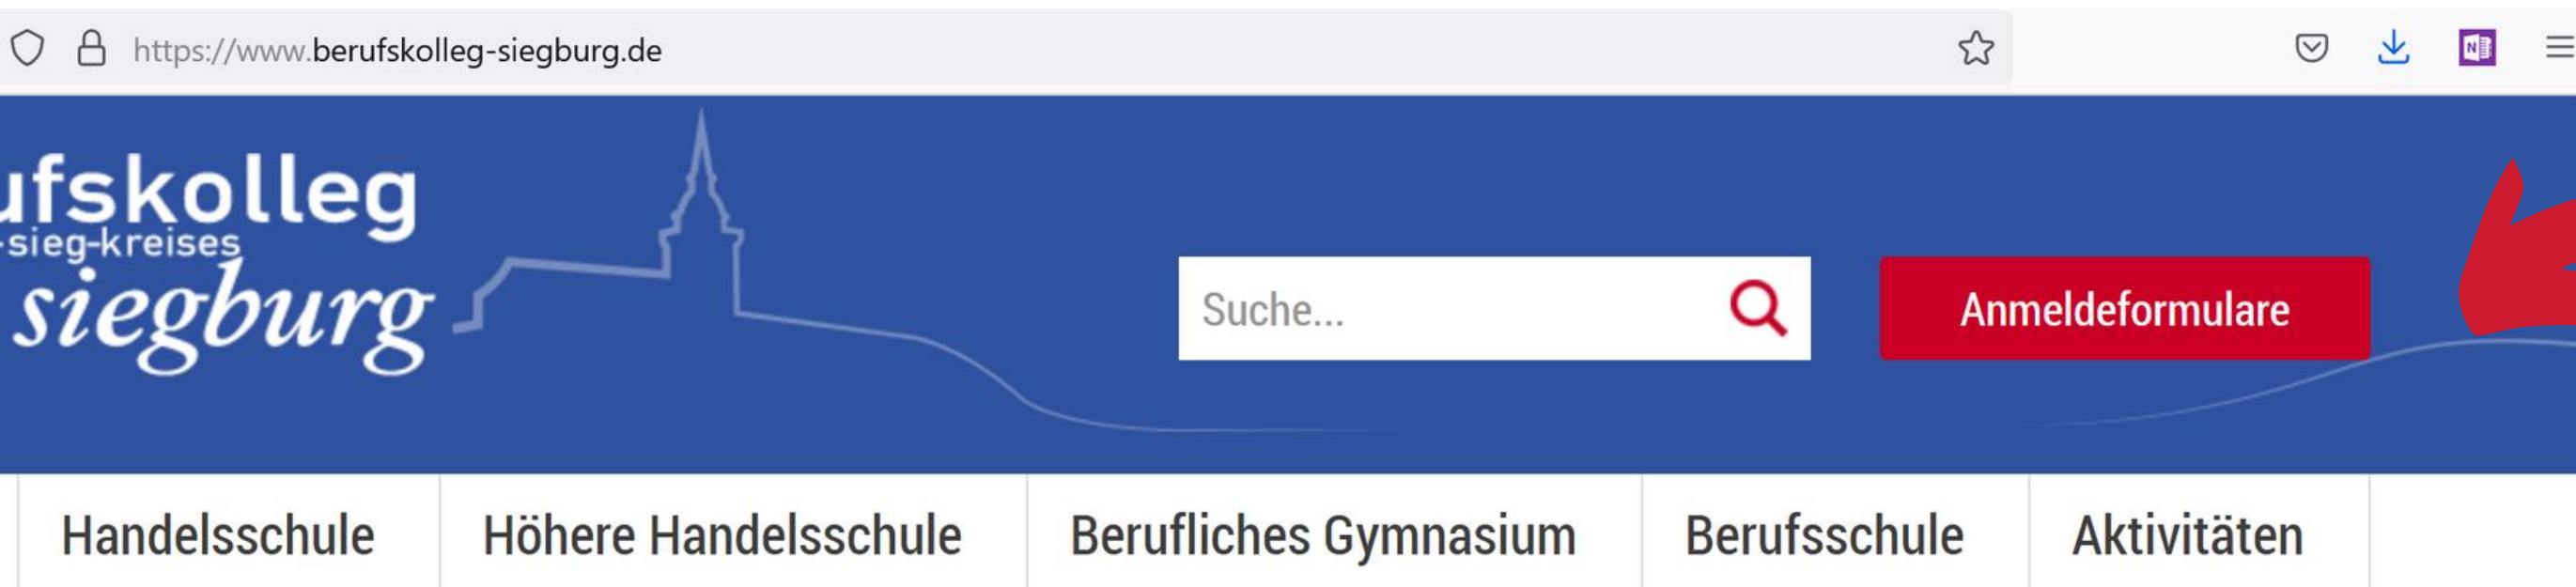 https://www.berufskolleg-siegburg.de
ufskolleg
-sieg-kreises
siegburg
Suche...
Anmeldeformulare
Handelsschule
Höhere Handelsschule
Berufliches Gymnasium
Berufsschule
Aktivitäten